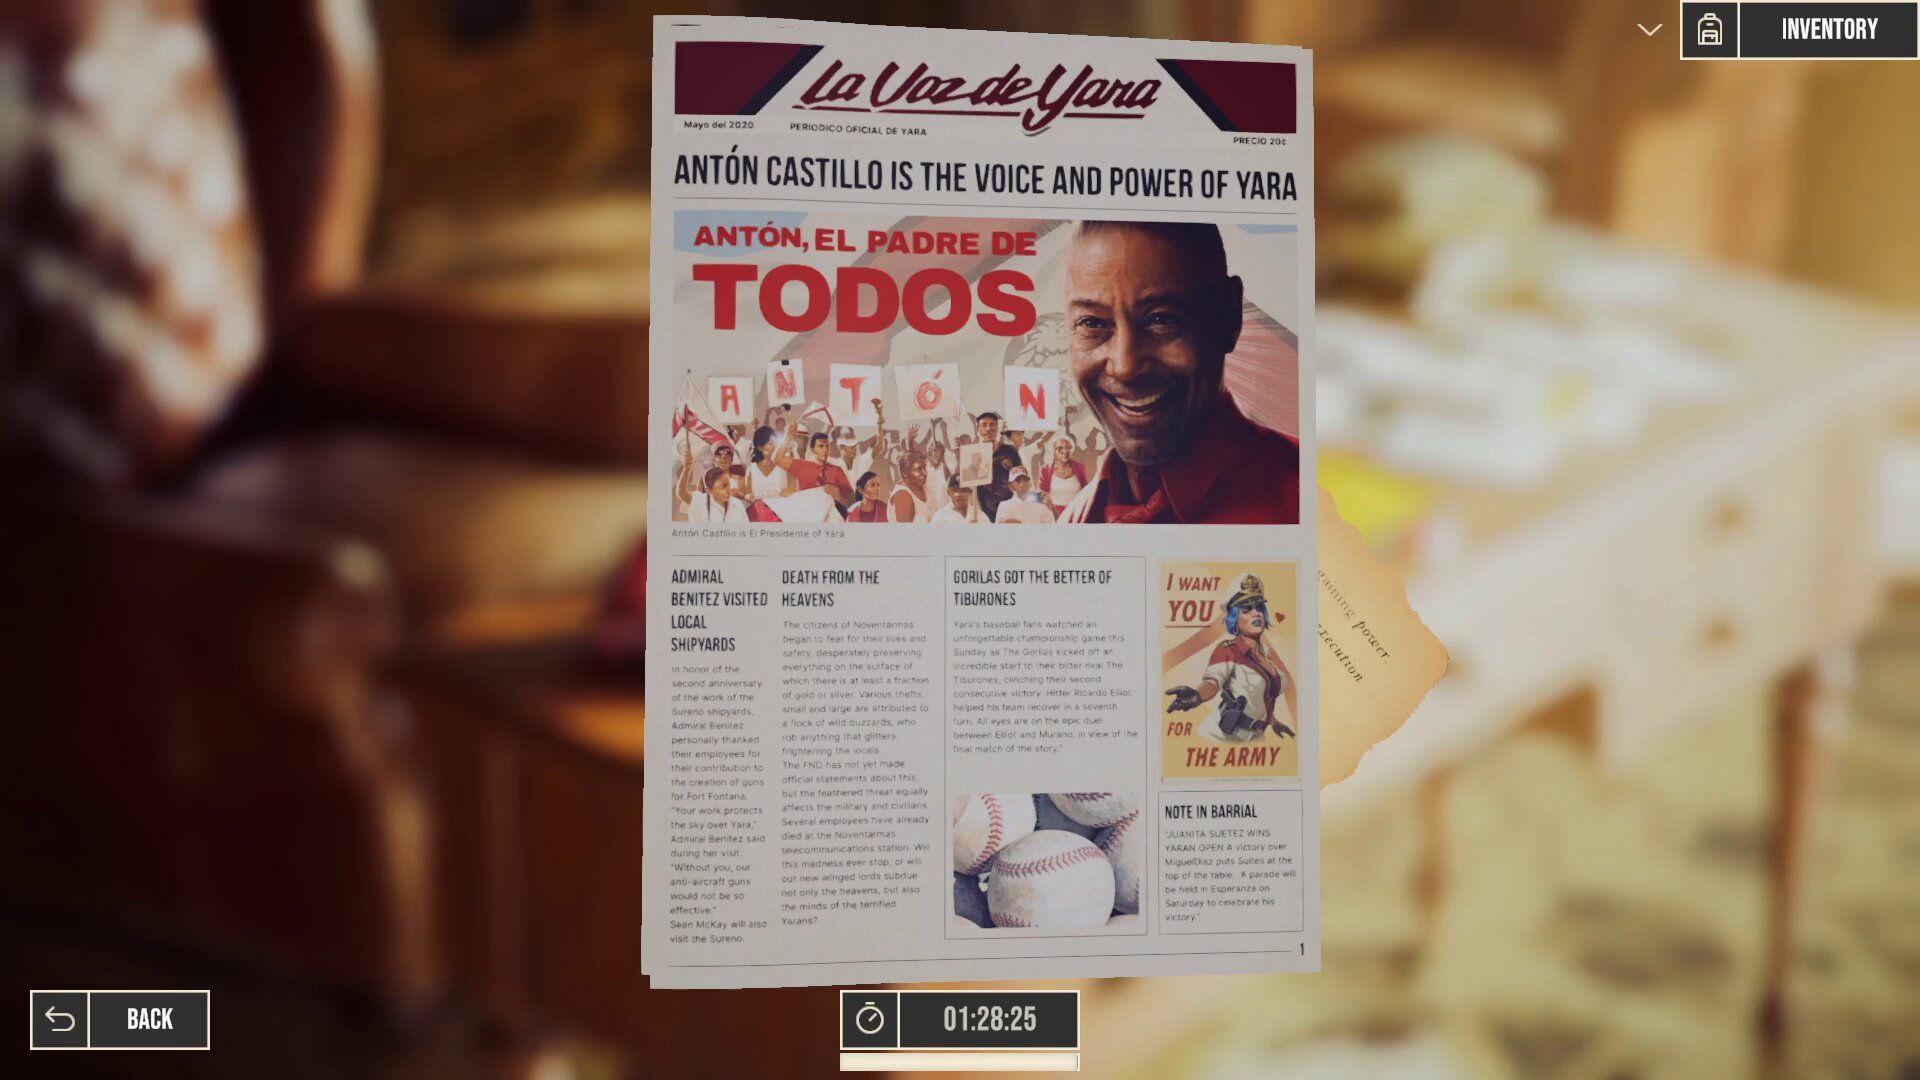 INVENTORY
La Voz de Yara
Mayo del 2020
PERIODICO OFICIAL DE YARA
PRECIO 20¢
ANTÓN CASTILLO IS THE VOICE AND POWER OF YARA
ANTÓN, EL PADRE DE
TODOS
A N T Ó N
Antón Castillo is El Presidente of Yara
ADMIRAL
BENITEZ VISITED
LOCAL
SHIPYARDS
In honor of the
second anniversary
of the work of the
Sureno shipyards,
Admiral Benitez
personally thanked
their employees for
their contribution to
the creation of guns
for Fort Fontana.
"Your work protects
the sky over Yara,"
Admiral Benitez said
during her visit.
"Without you, our
anti-aircraft guns
would not be so
effective."
Sean McKay will also
visit the Sureno.
DEATH FROM THE
HEAVENS
The citizens of Noventarmas
began to fear for their lives and
safety, desperately preserving
everything on the surface of
which there is at least a fraction
of gold or silver. Various thefts,
small and large are attributed to
a flock of wild buzzards, who
rob anything that glitters,
frightening the locals.
The FND has not yet made
official statements about this,
but the feathered threat equally
affects the military and civilians.
Several employees have already
died at the Noventarmas
telecommunications station. Will
this madness ever stop, or will
our new winged lords subdue
not only the heavens, but also
the minds of the terrified
Yarans?
GORILAS GOT THE BETTER OF
TIBURONES
Yara's baseball fans watched an
unforgettable championship game this
Sunday as The Gorilas kicked off an
incredible start to their bitter rival The
Tiburones, clinching their second
consecutive victory. Hitter Ricardo Elliot
helped his team recover in a seventh
turn. All eyes are on the epic duel
between Elliot and Murano, in view of the
final match of the story."
I WANT
YOU
FOR
THE ARMY
NOTE IN BARRIAL
"JUANITA SUETEZ WINS
YARAN OPEN A victory over
MiguelDiaz puts Suites at the
top of the table. A parade will
be held in Esperanza on
Saturday to celebrate his
victory."
1
power.
execution
BACK
01:28:25